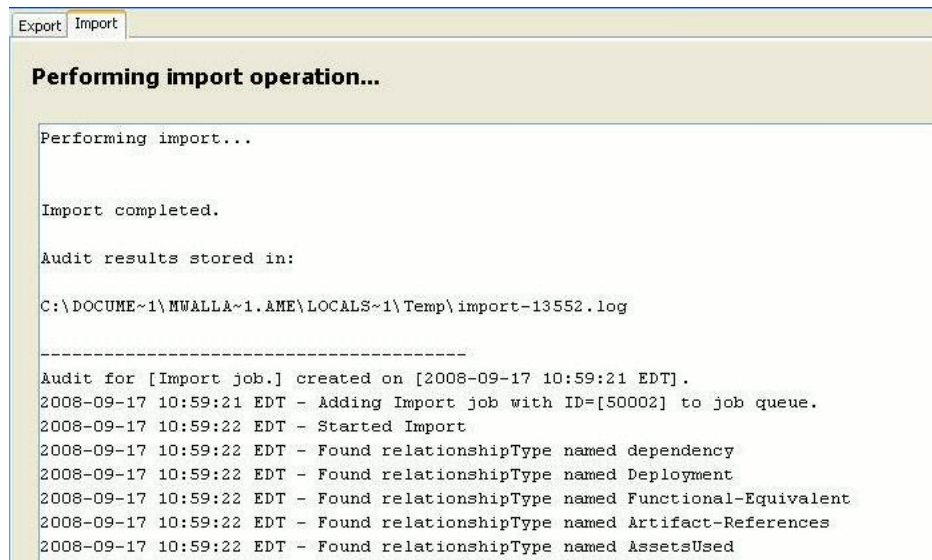 Export Import
Performing import operation...
Performing import...
Import completed.
Audit results stored in:
C:\DOCUME~1\MWALLA~1.AME\LOCALS~1\Temp\import-13552.log
----------------------------------------
Audit for [Import job.] created on [2008-09-17 10:59:21 EDT].
2008-09-17 10:59:21 EDT - Adding Import job with ID=[50002] to job queue.
2008-09-17 10:59:22 EDT - Started Import
2008-09-17 10:59:22 EDT - Found relationshipType named dependency
2008-09-17 10:59:22 EDT - Found relationshipType named Deployment
2008-09-17 10:59:22 EDT - Found relationshipType named Functional-Equivalent
2008-09-17 10:59:22 EDT - Found relationshipType named Artifact-References
2008-09-17 10:59:22 EDT - Found relationshipType named AssetsUsed